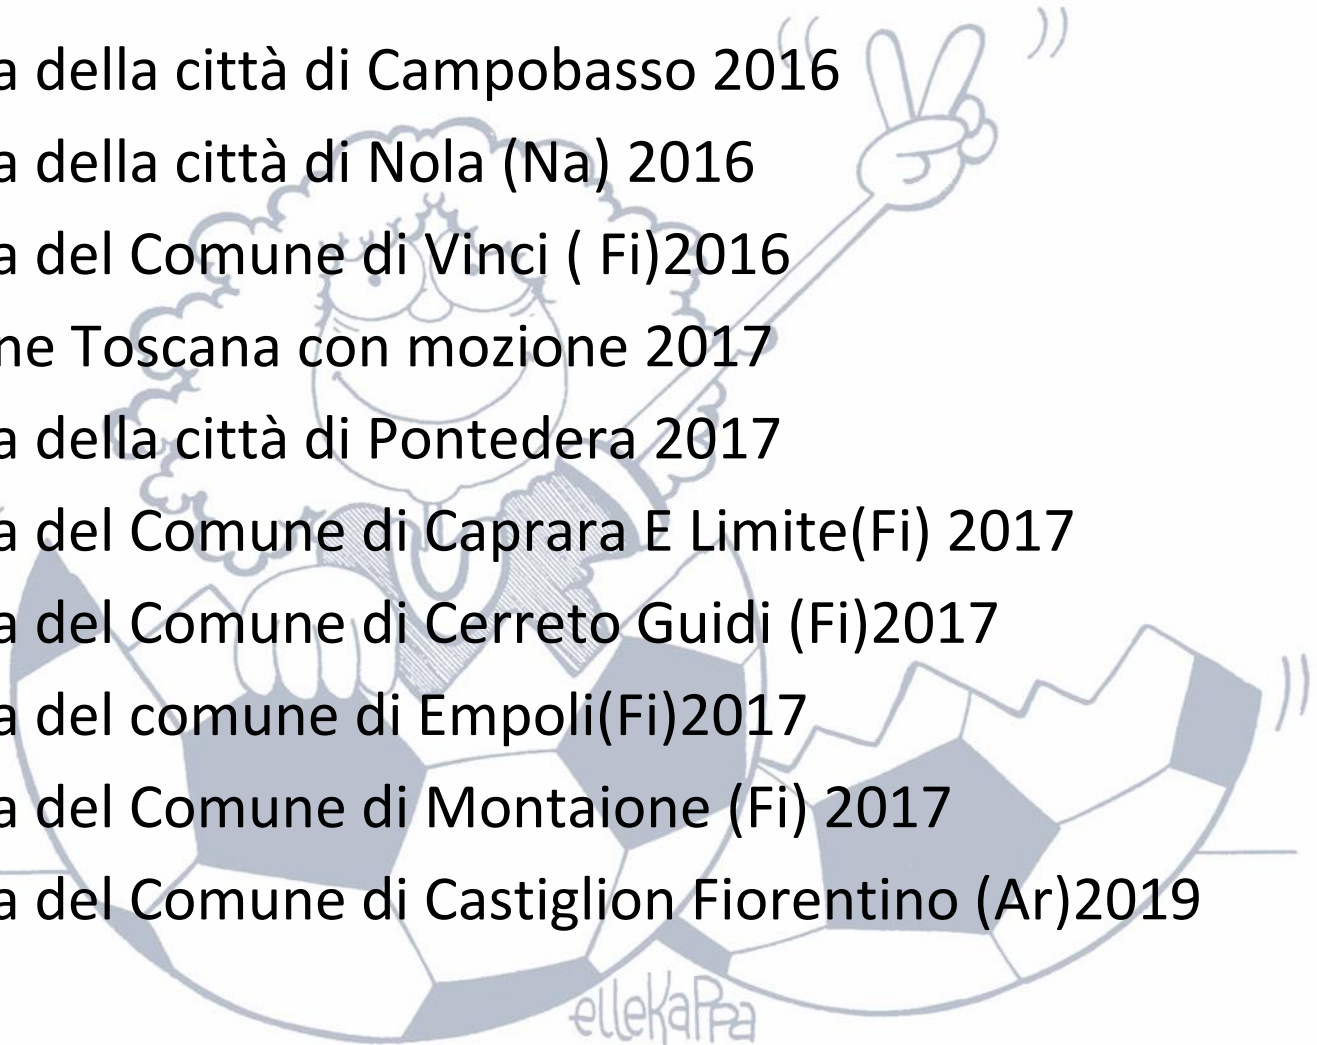 a della città di Campobasso 2016
a della città di Nola (Na) 2016
a del Comune di Vinci ( Fi)2016
ne Toscana con mozione 2017
a della città di Pontedera 2017
a del Comune di Caprara E Limite(Fi) 2017
a del Comune di Cerreto Guidi (Fi)2017
a del comune di Empoli(Fi)2017
a del Comune di Montaione (Fi) 2017
a del Comune di Castiglion Fiorentino (Ar)2019
elleKappa